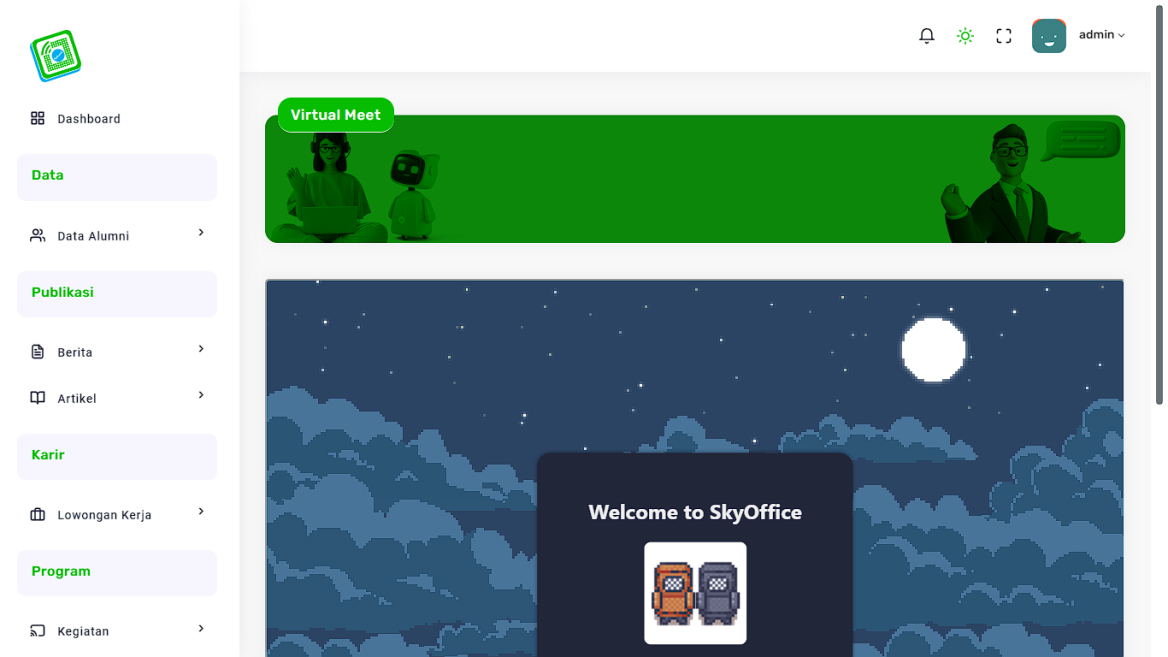 Dashboard
Data
Data Alumni
Publikasi
Berita
Artikel
Karir
Lowongan Kerja
Program
Kegiatan
admin
Virtual Meet
Welcome to SkyOffice